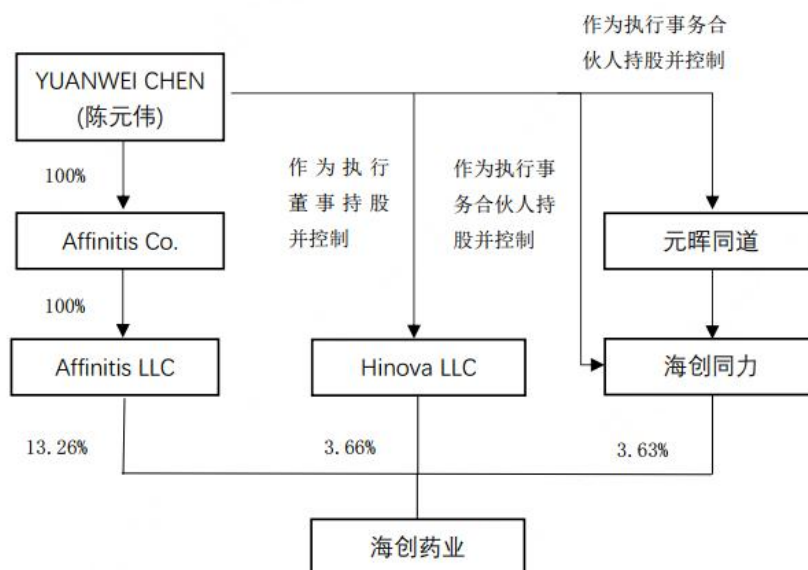 作为执行事务合
伙人持股并控制
YUANWEI CHEN
(陈元伟)
100%
作为执行
董事持股
并控制
作为执行事
务合伙人持
股并控制
Affinitis Co.
元晖同道
100%
Affinitis LLC
Hinova LLC
海创同力
13.26%
3.66%
3.63%
海创药业